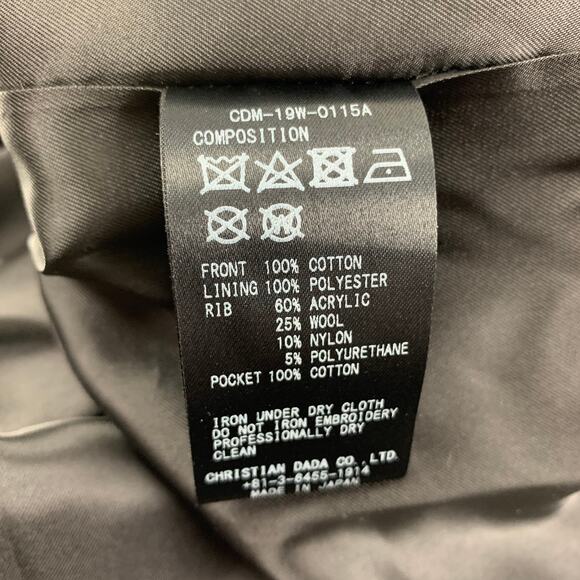 CDM-19W-0115A
COMPOSITION
FRONT 100% COTTON
LINING 100% POLYESTER
RIB 60% ACRYLIC
25% WOOL
10% NYLON
5% POLYURETHANE
POCKET 100% COTTON
IRON UNDER DRY CLOTH
DO NOT IRON EMBROIDERY
PROFESSIONALLY DRY
CLEAN
CHRISTIAN DADA CO., LTD.
+81-3-6455-1914
MADE IN JAPAN